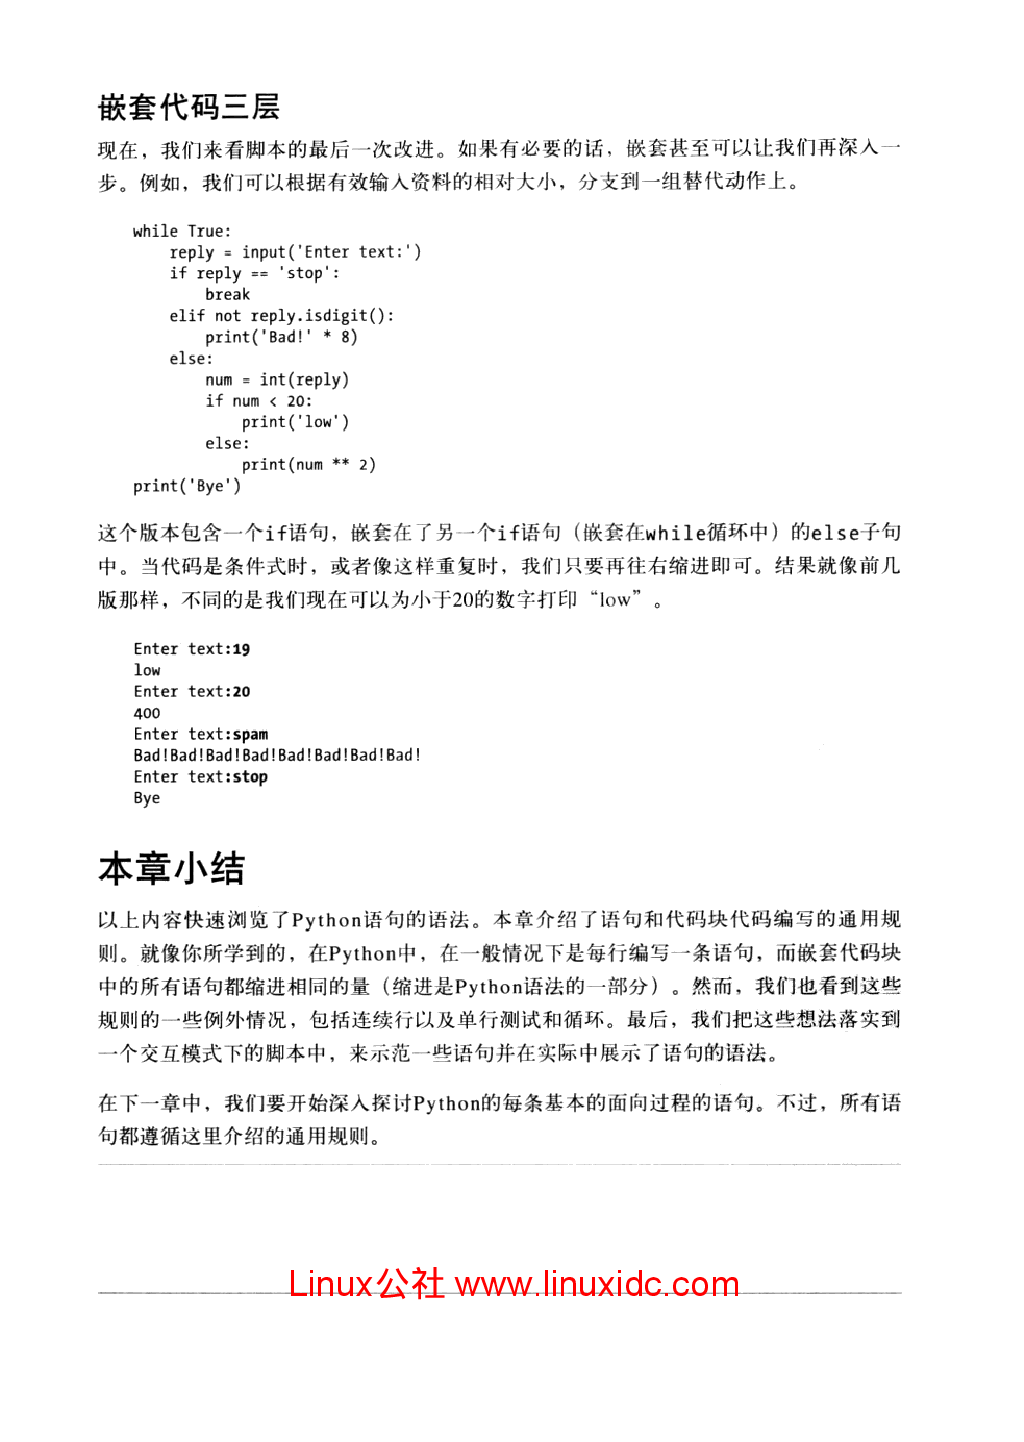 嵌套代码三层
现在，我们来看脚本的最后一次改进。如果有必要的话，嵌套甚至可以让我们再深入一
步。例如，我们可以根据有效输入资料的相对大小，分支到一组替代动作上。
while True:
    reply = input('Enter text:')
    if reply == 'stop':
        break
    elif not reply.isdigit():
        print('Bad!' * 8)
    else:
        num = int(reply)
        if num < 20:
            print('low')
        else:
            print(num ** 2)
print('Bye')
这个版本包含一个if语句，嵌套在了另一个if语句（嵌套在while循环中）的else子句
中。当代码是条件式时，或者像这样重复时，我们只要再往右缩进即可。结果就像前几
版那样，不同的是我们现在可以为小于20的数字打印“low”。
Enter text:19
low
Enter text:20
400
Enter text:spam
Bad!Bad!Bad!Bad!Bad!Bad!Bad!Bad!
Enter text:stop
Bye
本章小结
以上内容快速浏览了Python语句的语法。本章介绍了语句和代码块代码编写的通用规
则。就像你所学到的，在Python中，在一般情况下是每行编写一条语句，而嵌套代码块
中的所有语句都缩进相同的量（缩进是Python语法的一部分）。然而，我们也看到这些
规则的一些例外情况，包括连续行以及单行测试和循环。最后，我们把这些想法落实到
一个交互模式下的脚本中，来示范一些语句并在实际中展示了语句的语法。
在下一章中，我们要开始深入探讨Python的每条基本的面向过程的语句。不过，所有语
句都遵循这里介绍的通用规则。
Linux公社 www.linuxidc.com